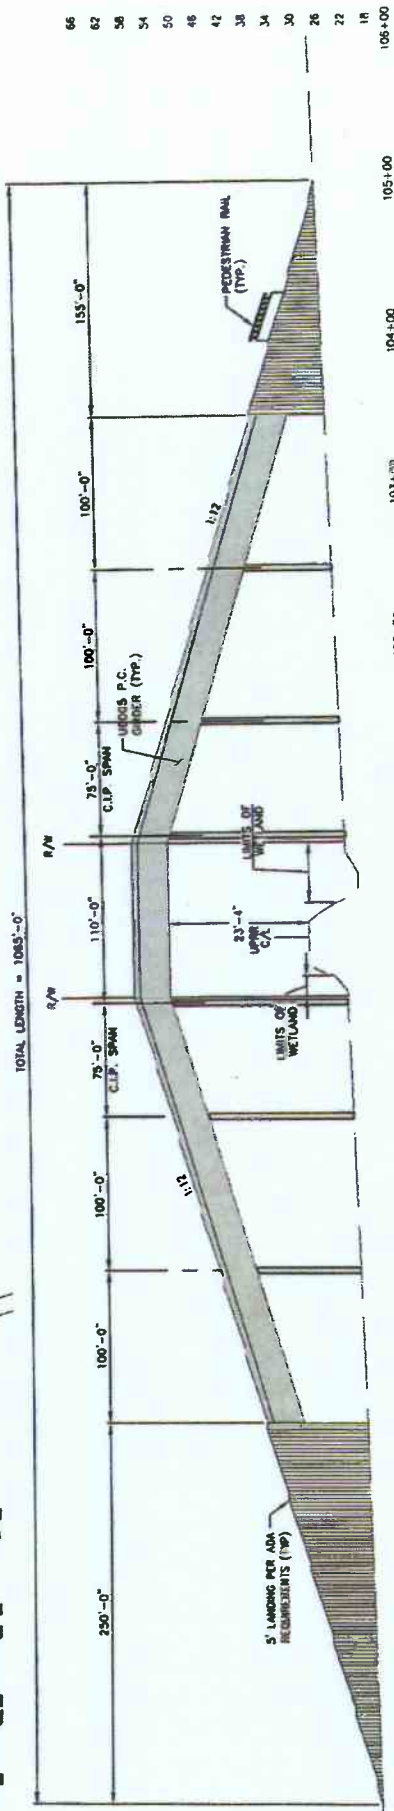 TOTAL LENGTH = 1065'-0"
250'-0"
100'-0"
100'-0"
75'-0"
C.I.P. SPAN
R/W
110'-0"
R/W
75'-0"
C.I.P. SPAN
100'-0"
100'-0"
155'-0"
1:12
1:12
P.C.
GIRDER (TYP.)
PEDESTRIAN RAIL
(TYP.)
5' LANDING PER ADA
REQUIREMENTS (TYP)
LIMITS OF
WETLAND
23'-4"
UPRR
C/L
LIMITS OF
WETLAND
66
62
58
54
50
46
42
38
34
30
26
22
18
104+00
105+00
106+00